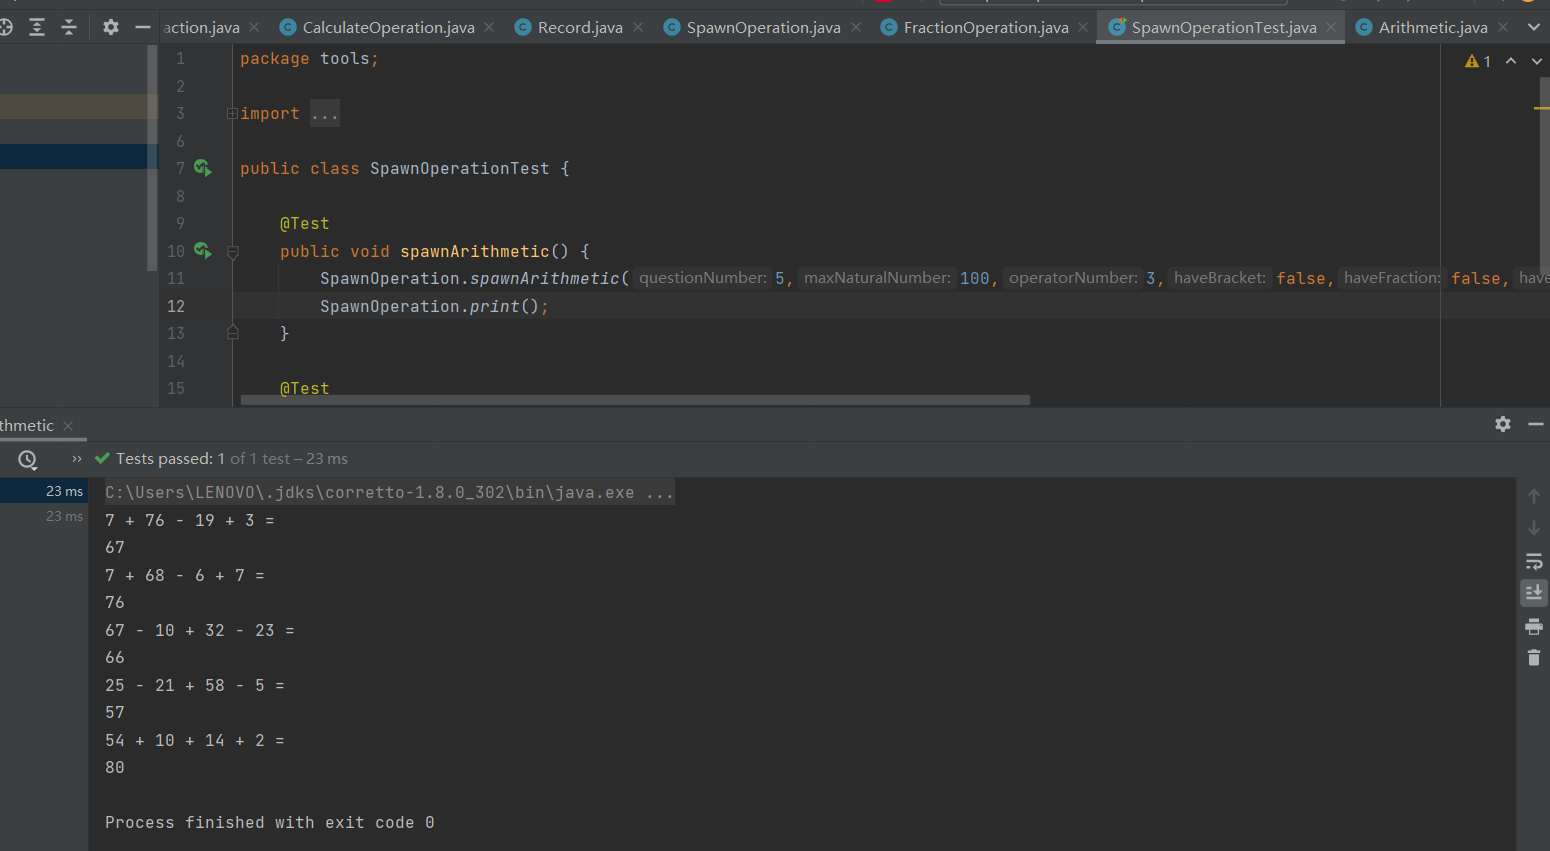 action.java CalculateOperation.java Record.java SpawnOperation.java FractionOperation.java SpawnOperationTest.java Arithmetic.java
1 package tools;
1
2
3 import ...
6
7 public class SpawnOperationTest {
8
9 @Test
10 public void spawnArithmetic() {
11 SpawnOperation.spawnArithmetic( questionNumber: 5, maxNaturalNumber: 100, operatorNumber: 3, haveBracket: false, haveFraction: false, have
12 SpawnOperation.print();
13 }
14
15 @Test
thmetic
Tests passed: 1 of 1 test – 23 ms
23 ms C:\Users\LENOVO\.jdks\corretto-1.8.0_302\bin\java.exe ...
23 ms 7 + 76 - 19 + 3 =
67
7 + 68 - 6 + 7 =
76
67 - 10 + 32 - 23 =
66
25 - 21 + 58 - 5 =
57
54 + 10 + 14 + 2 =
80
Process finished with exit code 0